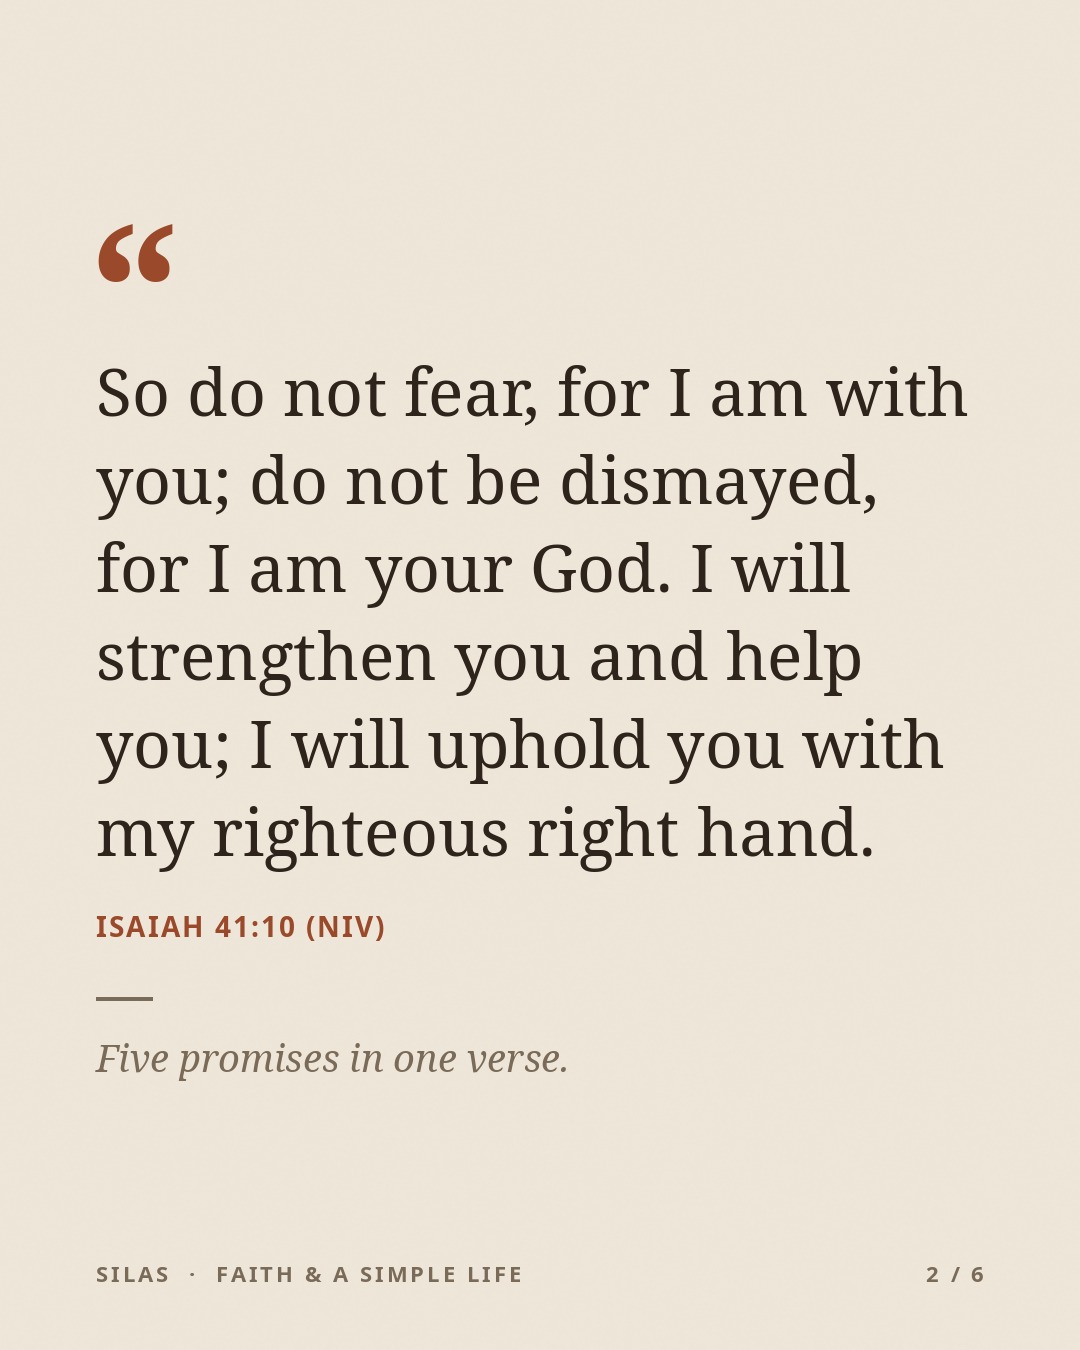 “
So do not fear, for I am with
you; do not be dismayed,
for I am your God. I will
strengthen you and help
you; I will uphold you with
my righteous right hand.
ISAIAH 41:10 (NIV)
Five promises in one verse.
SILAS · FAITH & A SIMPLE LIFE
2 / 6